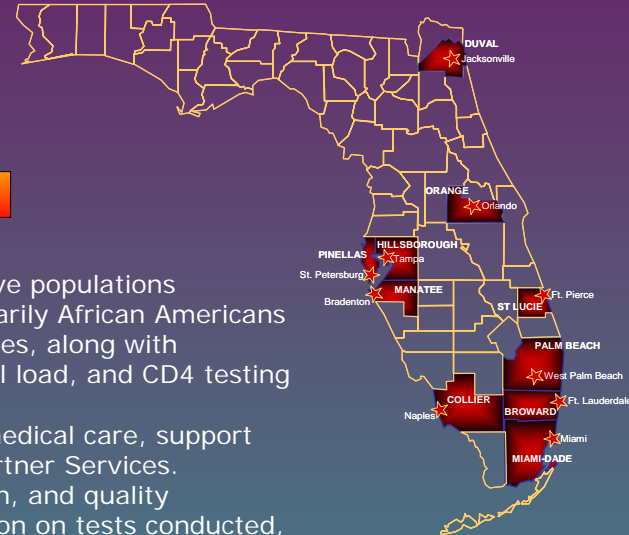 DUVAL
Jacksonville
ORANGE
Orlando
HILLSBOROUGH
PINELLAS
Tampa
St. Petersburg
MANATEE
Bradenton
Ft. Pierce
ST LUCIE
PALM BEACH
West Palm Beach
COLLIER
Ft. Lauderdale
BROWARD
Naples
Miami
MIAMI-DADE
ve populations
arily African Americans
es, along with
l load, and CD4 testing
medical care, support
rtner Services.
n, and quality
on on tests conducted,